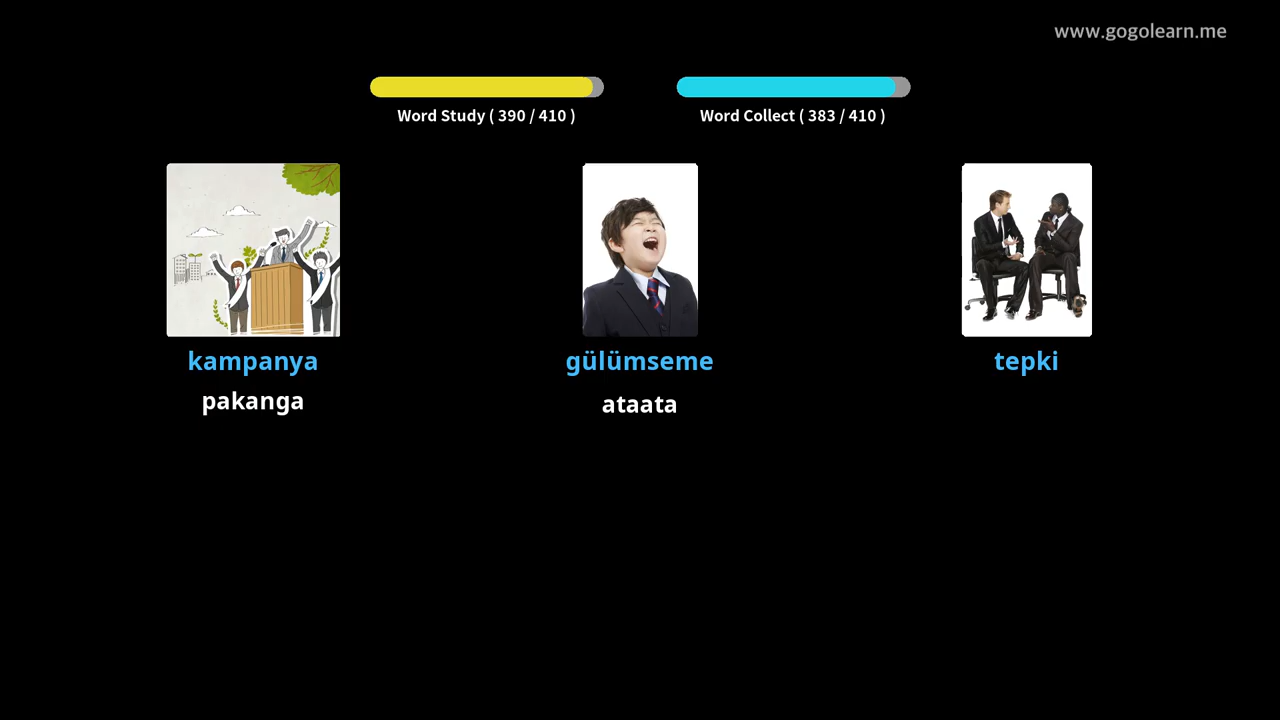 www.gogolearn.me
Word Study ( 390 / 410 )
Word Collect ( 383 / 410 )
kampanya
gülümseme
tepki
pakanga
ataata